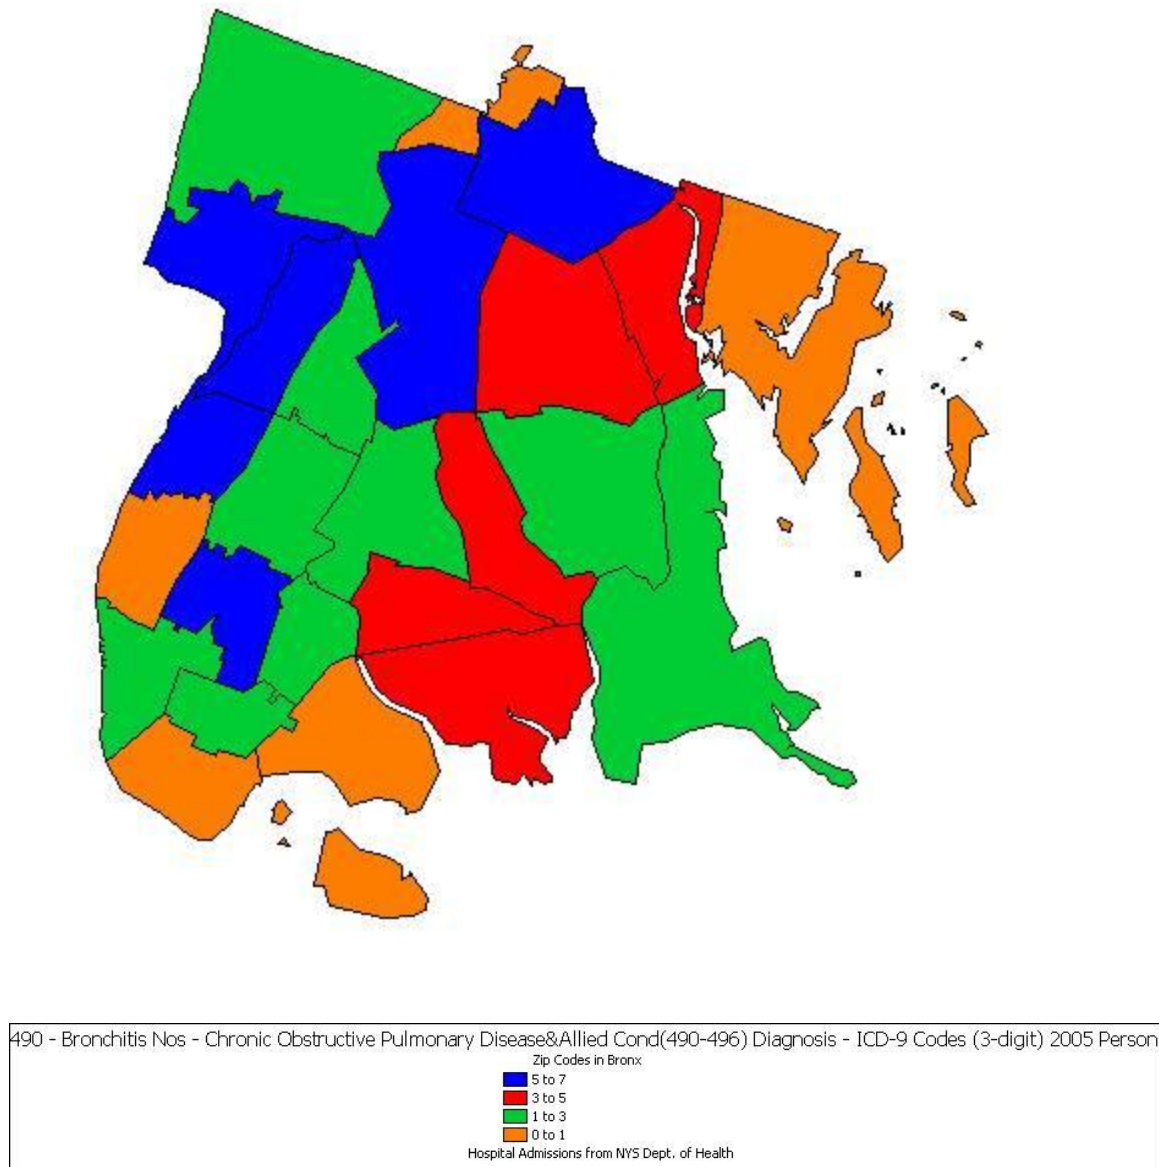 490 - Bronchitis Nos - Chronic Obstructive Pulmonary Disease&Allied Cond(490-496) Diagnosis - ICD-9 Codes (3-digit) 2005 Person
Zip Codes in Bronx
5 to 7
3 to 5
1 to 3
0 to 1
Hospital Admissions from NYS Dept. of Health